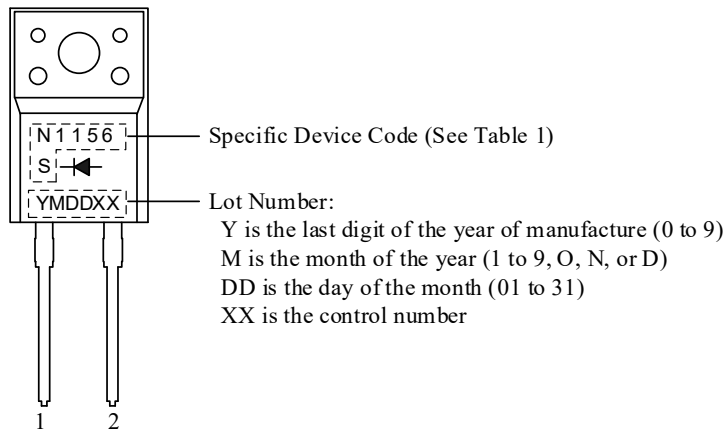 N1156
S
YMDDXX
1 2
Specific Device Code (See Table 1)
Lot Number:
Y is the last digit of the year of manufacture (0 to 9)
M is the month of the year (1 to 9, O, N, or D)
DD is the day of the month (01 to 31)
XX is the control number